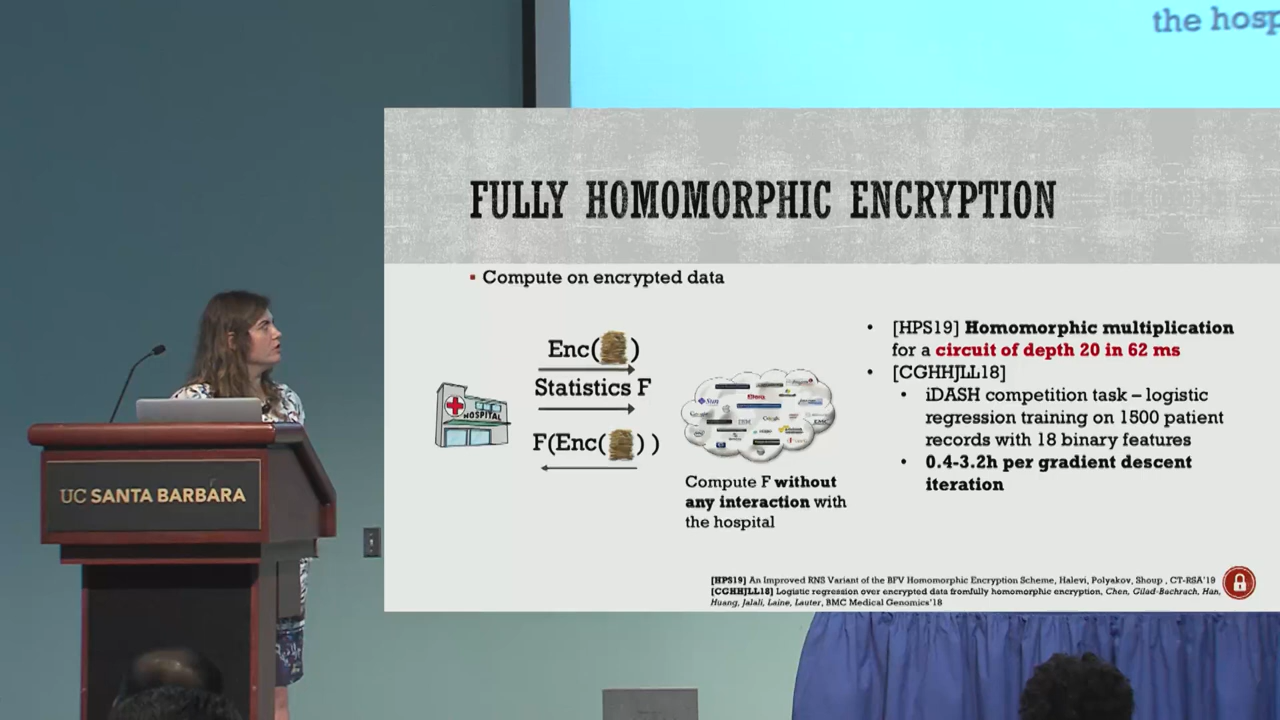 the hosp
FULLY HOMOMORPHIC ENCRYPTION
Compute on encrypted data
Enc( )
Statistics F
F(Enc( ) )
HOSPITAL
Compute F without
any interaction with
the hospital
• [HPS19] Homomorphic multiplication
for a circuit of depth 20 in 62 ms
• [CGHHJLL18]
• iDASH competition task – logistic
regression training on 1500 patient
records with 18 binary features
• 0.4-3.2h per gradient descent
iteration
[HPS19] An Improved RNS Variant of the BFV Homomorphic Encryption Scheme, Halevi, Polyakov, Shoup , CT-RSA'19
[CGHHJLL18] Logistic regression over encrypted data fromfully homomorphic encryption, Chen, Gilad-Bachrach, Han,
Huang, Jalali, Laine, Lauter, BMC Medical Genomics'18
UC SANTA BARBARA